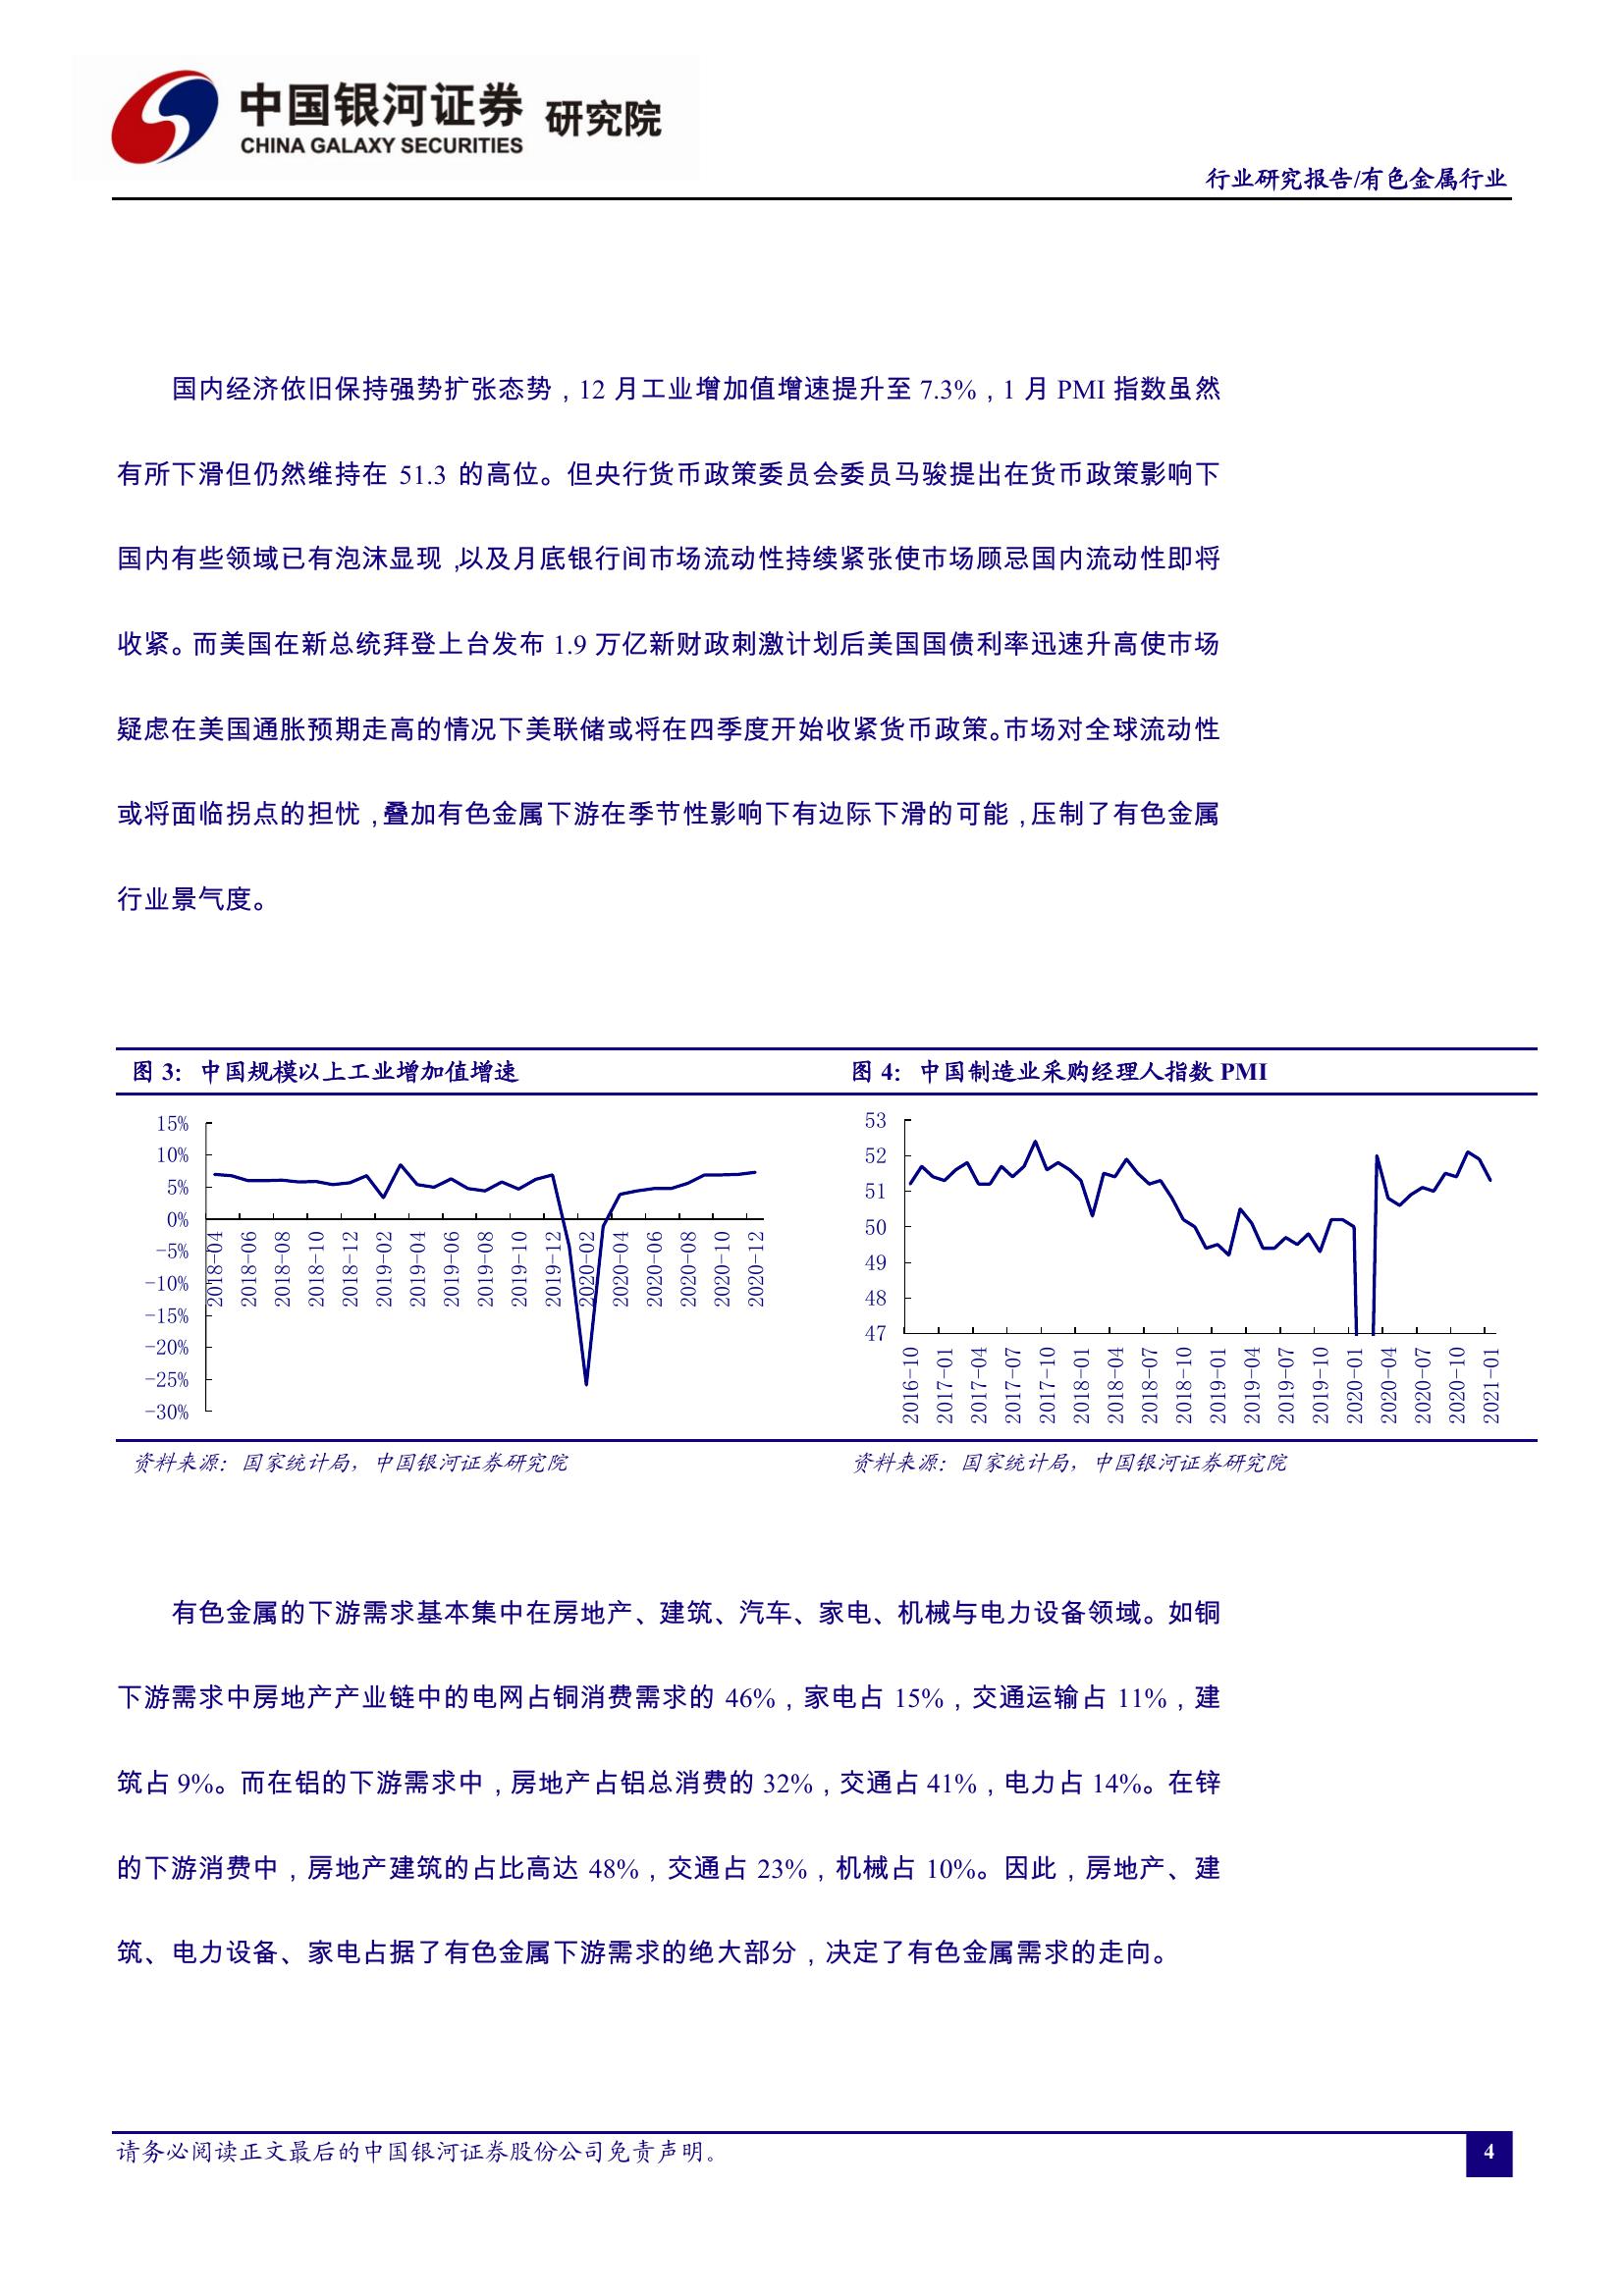 中国银河证券 研究院
CHINA GALAXY SECURITIES
行业研究报告/有色金属行业
国内经济依旧保持强势扩张态势，12 月工业增加值增速提升至 7.3%，1 月 PMI 指数虽然
有所下滑但仍然维持在 51.3 的高位。但央行货币政策委员会委员马骏提出在货币政策影响下
国内有些领域已有泡沫显现，以及月底银行间市场流动性持续紧张使市场顾忌国内流动性即将
收紧。而美国在新总统拜登上台发布 1.9 万亿新财政刺激计划后美国国债利率迅速升高使市场
疑虑在美国通胀预期走高的情况下美联储或将在四季度开始收紧货币政策。市场对全球流动性
或将面临拐点的担忧，叠加有色金属下游在季节性影响下有边际下滑的可能，压制了有色金属
行业景气度。
图 3：中国规模以上工业增加值增速
15%
10%
5%
0%
-5%
-10%
-15%
-20%
-25%
-30%
2018-04
2018-06
2018-08
2018-10
2018-12
2019-02
2019-04
2019-06
2019-08
2019-10
2019-12
2020-02
2020-04
2020-06
2020-08
2020-10
2020-12
资料来源：国家统计局，中国银河证券研究院
图 4：中国制造业采购经理人指数 PMI
53
52
51
50
49
48
47
2016-10
2017-01
2017-04
2017-07
2017-10
2018-01
2018-04
2018-07
2018-10
2019-01
2019-04
2019-07
2019-10
2020-01
2020-04
2020-07
2020-10
2021-01
资料来源：国家统计局，中国银河证券研究院
有色金属的下游需求基本集中在房地产、建筑、汽车、家电、机械与电力设备领域。如铜
下游需求中房地产产业链中的电网占铜消费需求的 46%，家电占 15%，交通运输占 11%，建
筑占 9%。而在铝的下游需求中，房地产占铝总消费的 32%，交通占 41%，电力占 14%。在锌
的下游消费中，房地产建筑的占比高达 48%，交通占 23%，机械占 10%。因此，房地产、建
筑、电力设备、家电占据了有色金属下游需求的绝大部分，决定了有色金属需求的走向。
请务必阅读正文最后的中国银河证券股份公司免责声明。
4